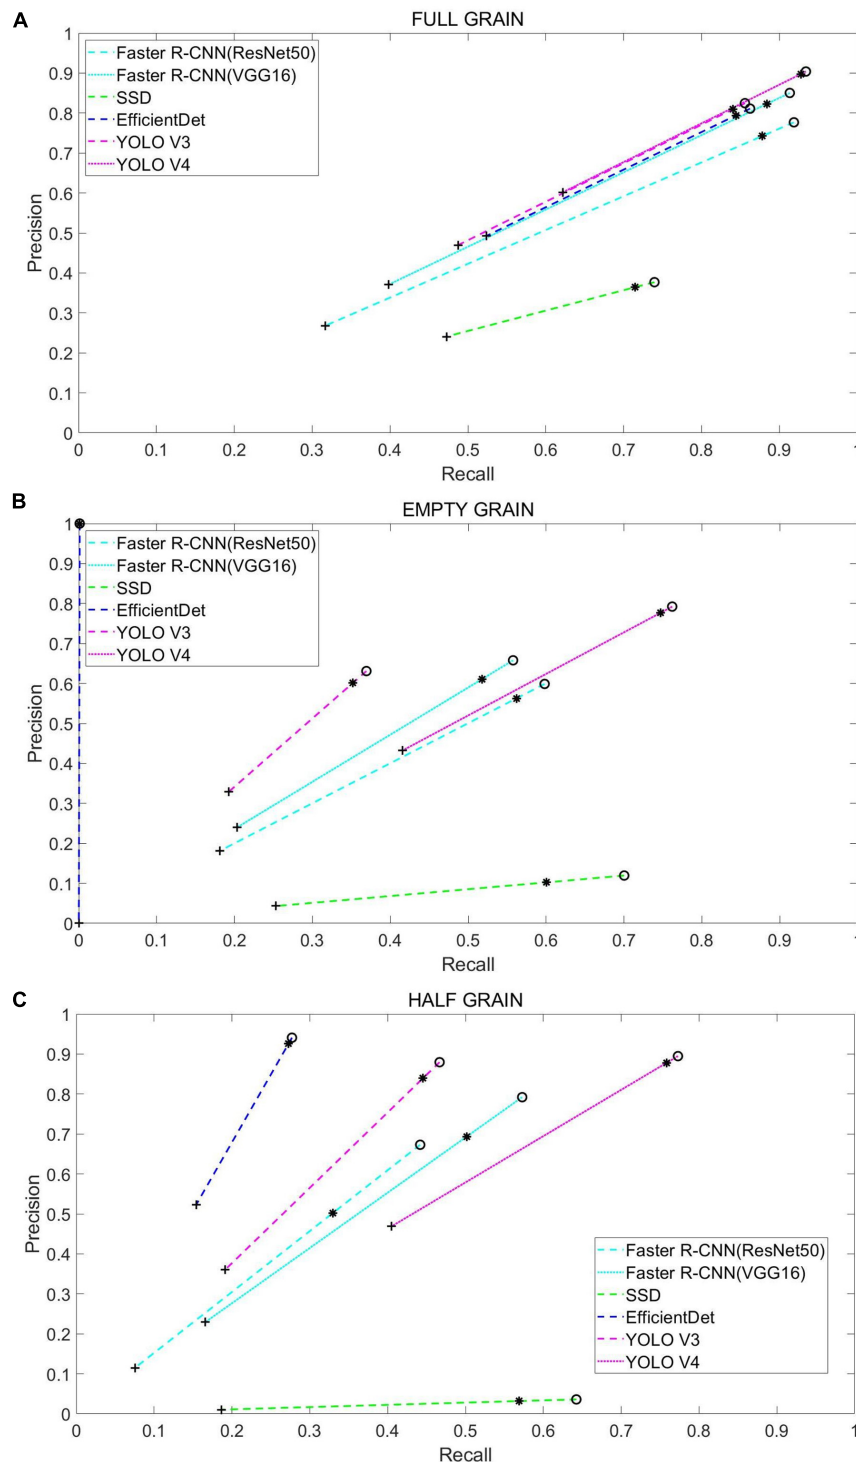 A
FULL GRAIN
1
0.9
0.8
0.7
0.6
0.5
0.4
0.3
0.2
0.1
0
Precision
Faster R-CNN(ResNet50)
Faster R-CNN(VGG16)
SSD
EfficientDet
YOLO V3
YOLO V4
0 0.1 0.2 0.3 0.4 0.5 0.6 0.7 0.8 0.9 1
Recall
B
EMPTY GRAIN
1
0.9
0.8
0.7
0.6
0.5
0.4
0.3
0.2
0.1
0
Precision
Faster R-CNN(ResNet50)
Faster R-CNN(VGG16)
SSD
EfficientDet
YOLO V3
YOLO V4
0 0.1 0.2 0.3 0.4 0.5 0.6 0.7 0.8 0.9 1
Recall
C
HALF GRAIN
1
0.9
0.8
0.7
0.6
0.5
0.4
0.3
0.2
0.1
0
Precision
Faster R-CNN(ResNet50)
Faster R-CNN(VGG16)
SSD
EfficientDet
YOLO V3
YOLO V4
0 0.1 0.2 0.3 0.4 0.5 0.6 0.7 0.8 0.9 1
Recall